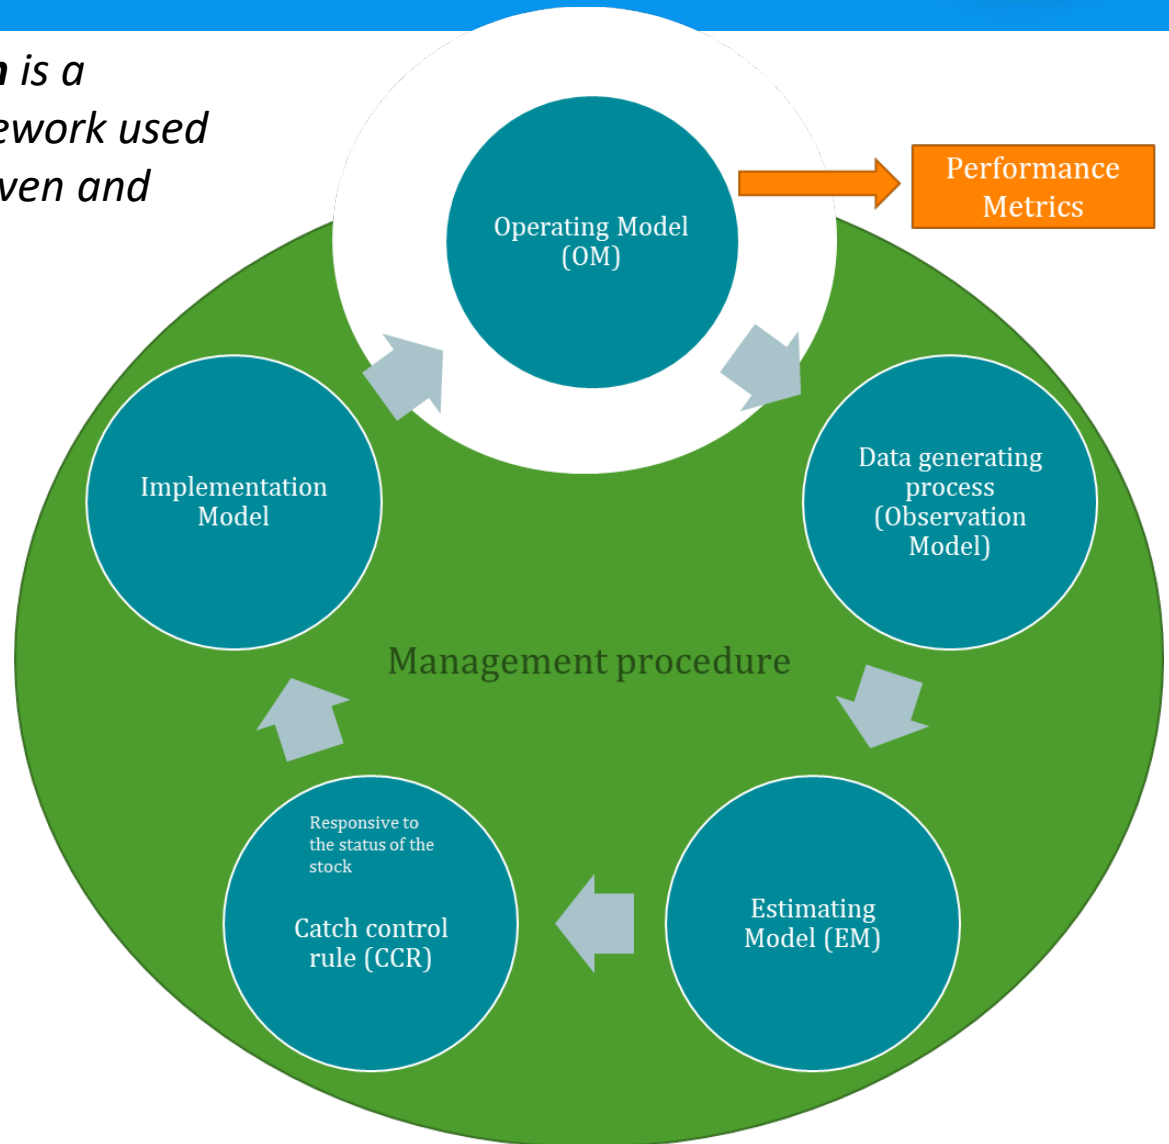 is a
ework used
ven and
Performance
Metrics
Operating Model
(OM)
Data generating
process
(Observation
Model)
Implementation
Model
Management procedure
Responsive to
the status of the
stock
Catch control
rule (CCR)
Estimating
Model (EM)